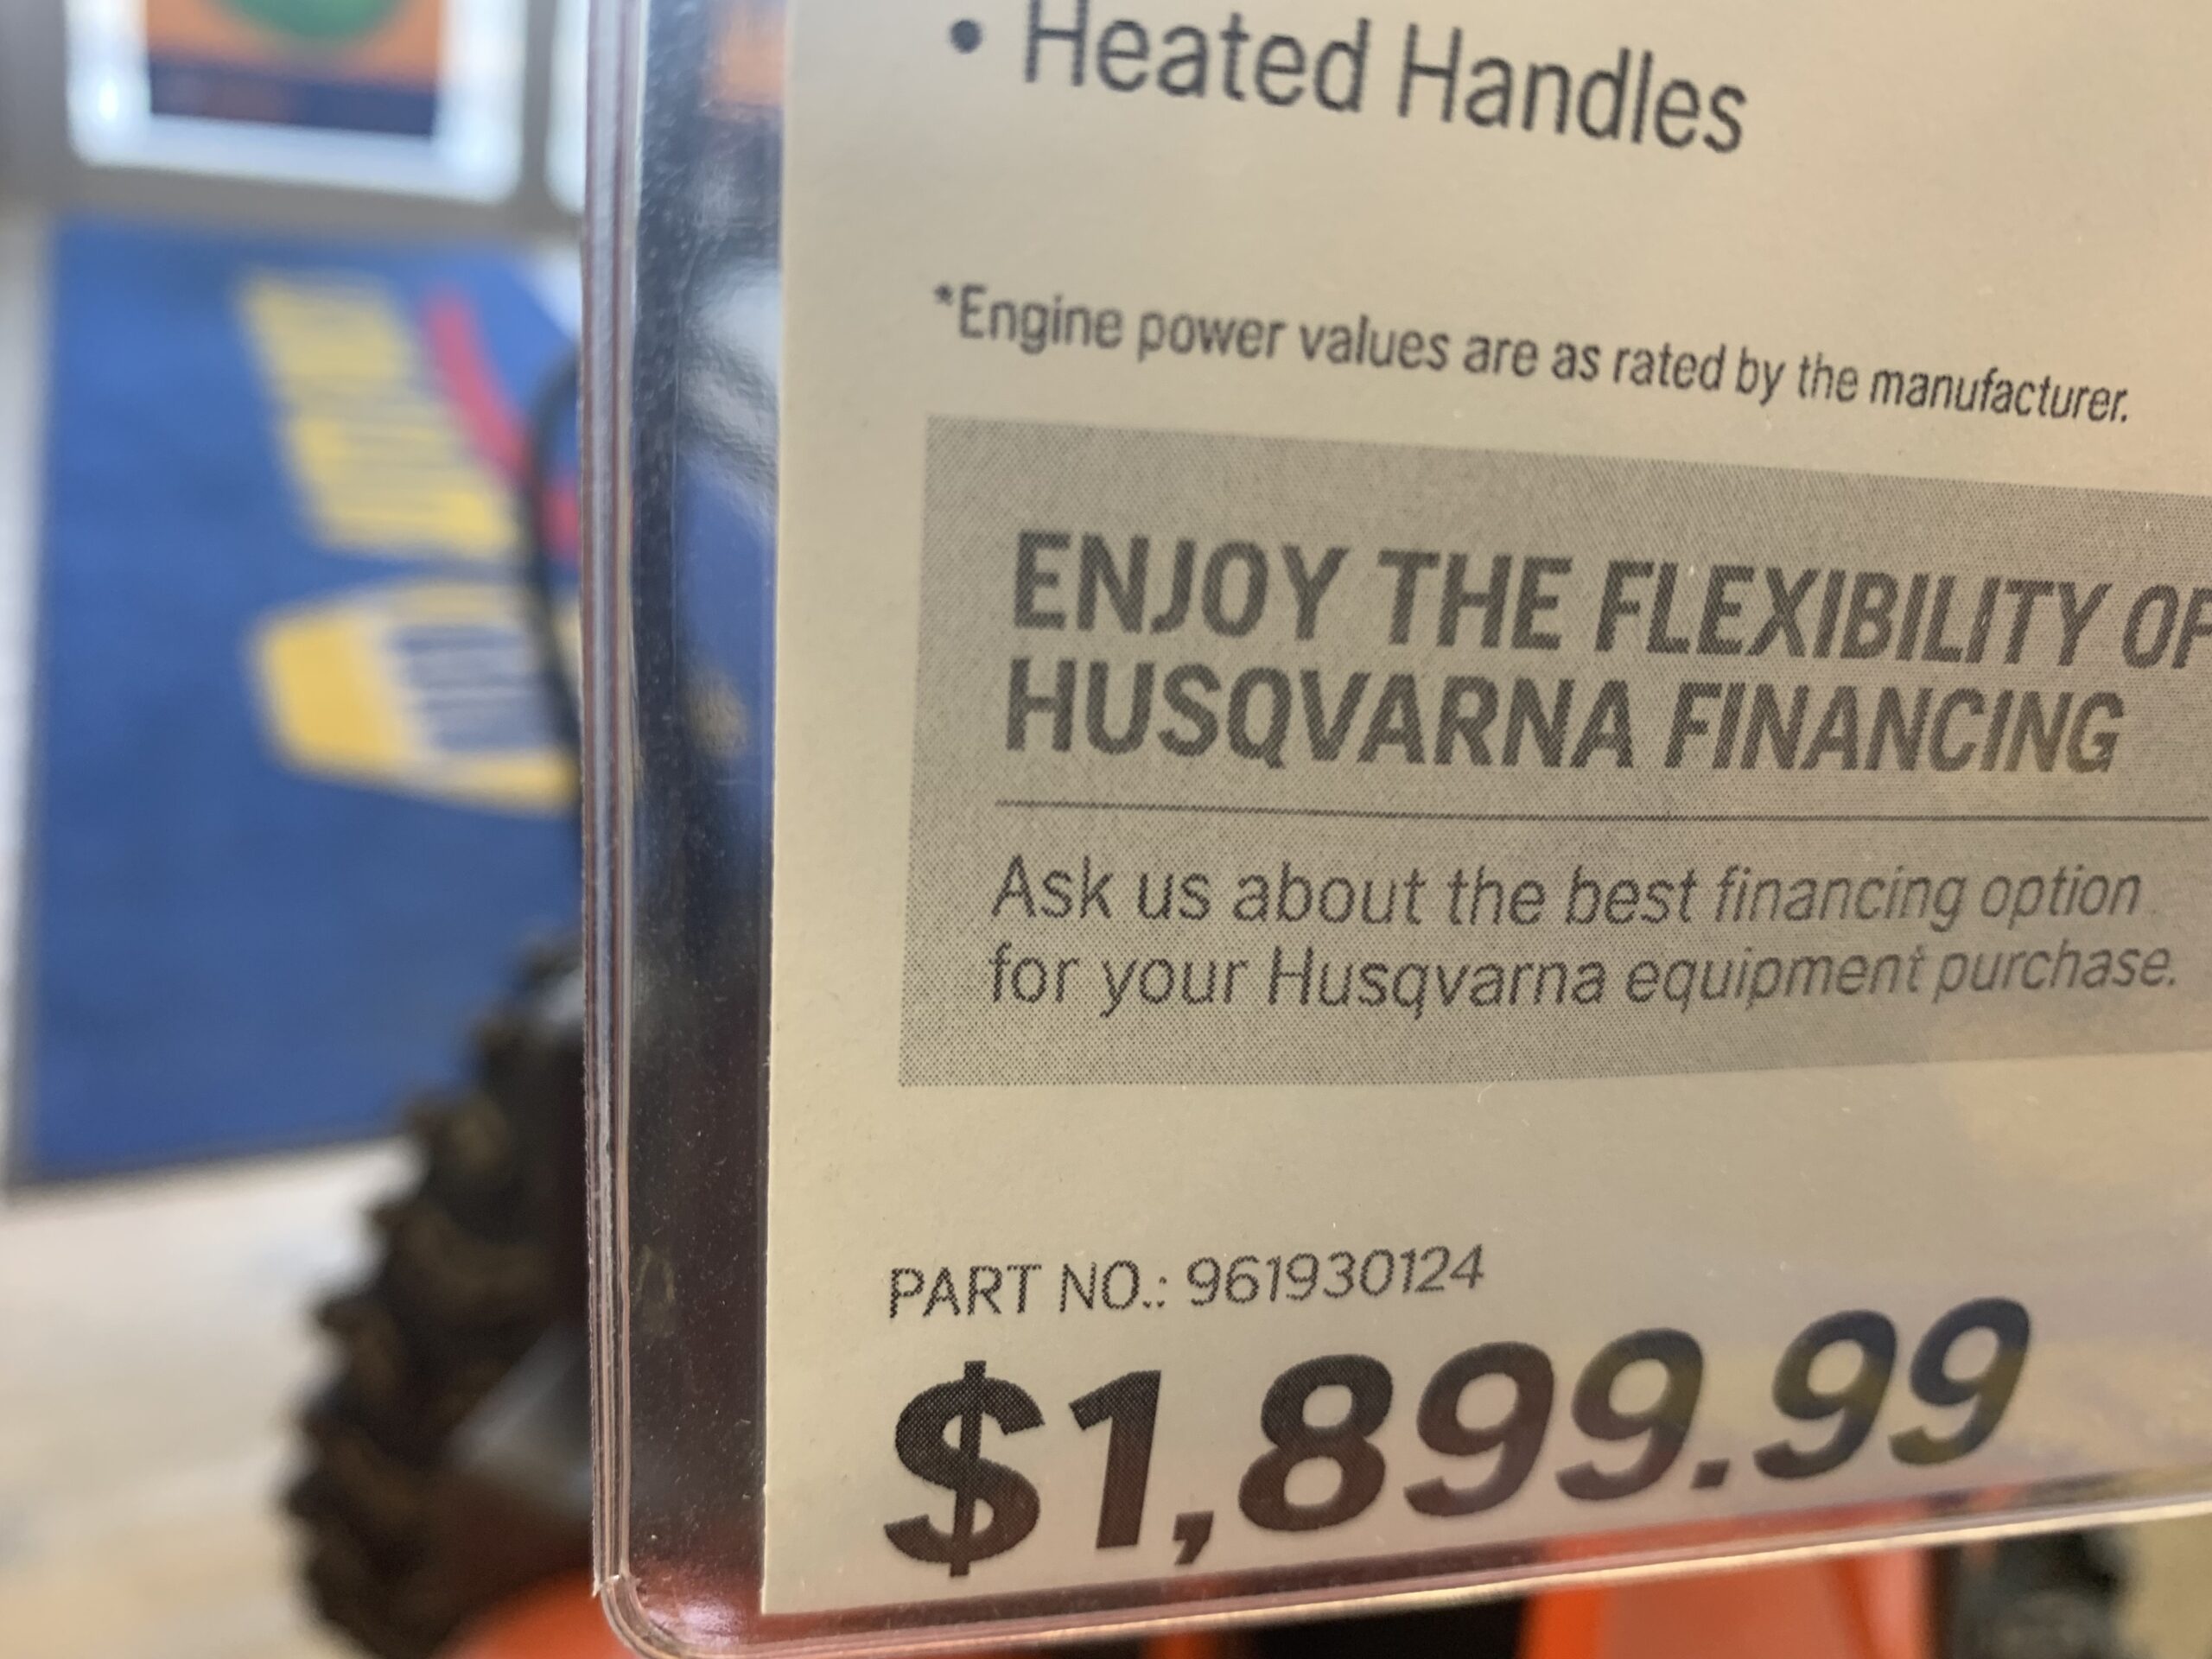 • Heated Handles
*Engine power values are as rated by the manufacturer.
ENJOY THE FLEXIBILITY OF
HUSQVARNA FINANCING
Ask us about the best financing option
for your Husqvarna equipment purchase.
PART NO.: 961930124
$1,899.99